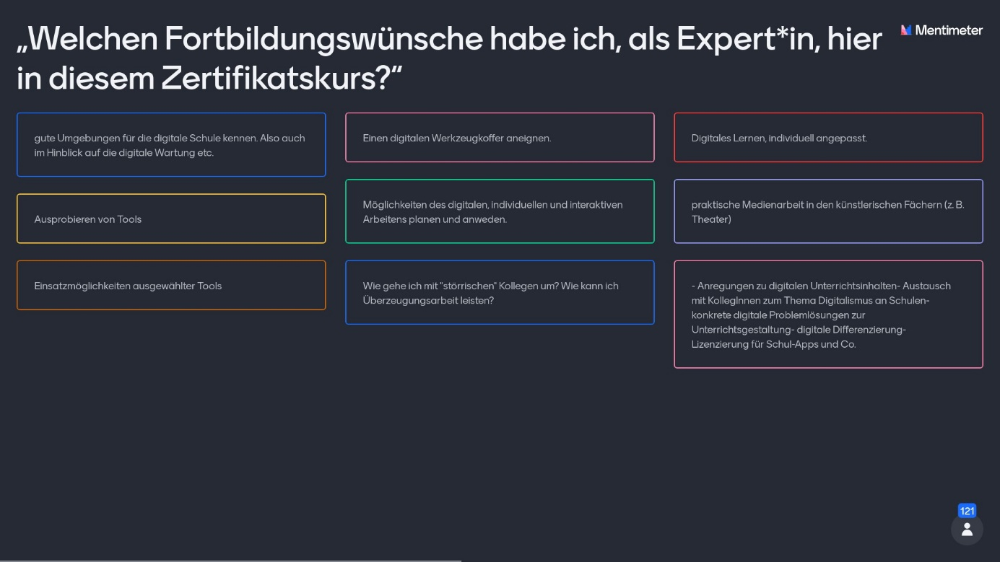 „Welchen Fortbildungswünsche habe ich, als Expert*in, hier
in diesem Zertifikatskurs?“
Mentimeter
gute Umgebungen für die digitale Schule kennen. Also auch
im Hinblick auf die digitale Wartung etc.
Ausprobieren von Tools
Einsatzmöglichkeiten ausgewählter Tools
Einen digitalen Werkzeugkoffer aneignen.
Möglichkeiten des digitalen, individuellen und interaktiven
Arbeitens planen und anweden.
Wie gehe ich mit "störrischen" Kollegen um? Wie kann ich
Überzeugungsarbeit leisten?
Digitales Lernen, individuell angepasst.
praktische Medienarbeit in den künstlerischen Fächern (z. B.
Theater)
- Anregungen zu digitalen Unterrichtsinhalten- Austausch
mit KollegInnen zum Thema Digitalismus an Schulen-
konkrete digitale Problemlösungen zur
Unterrichtsgestaltung- digitale Differenzierung-
Lizenzierung für Schul-Apps und Co.
121